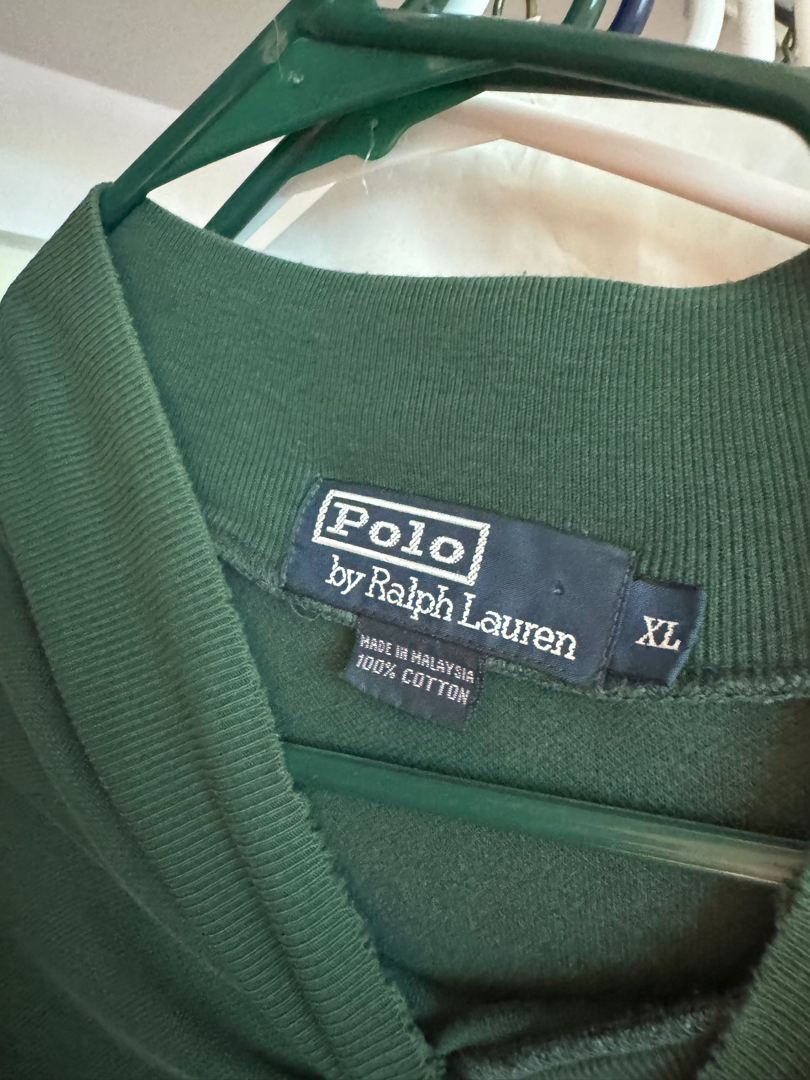 Polo
by Ralph Lauren
XL
MADE IN MALAYSIA
100% COTTON